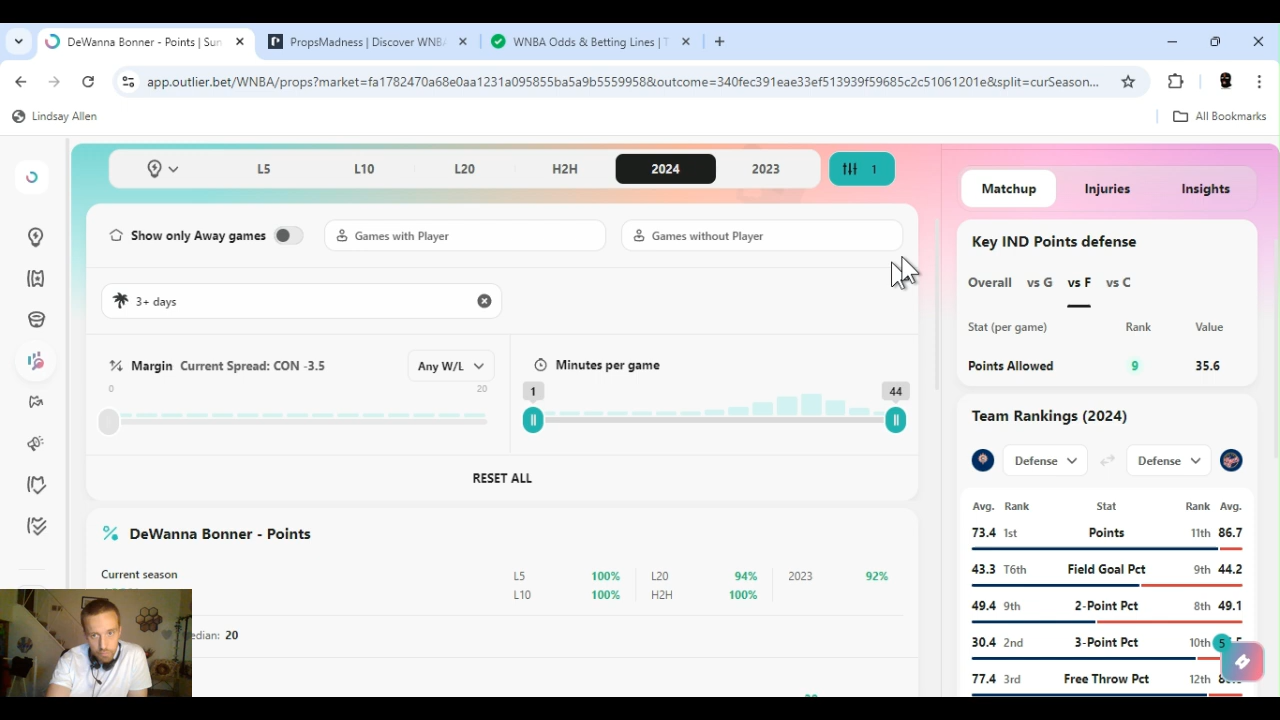 DeWanna Bonner - Points | Sun
PropsMadness | Discover WNB
WNBA Odds & Betting Lines | T
app.outlier.bet/WNBA/props?market=fa1782470a68e0aa1231a095855ba5a9b5559958&outcome=340fec391eae33ef513939f59685c2c51061201e&split=curSeason...
Lindsay Allen
All Bookmarks
L5
L10
L20
H2H
2024
2023
1
Show only Away games
Games with Player
Games without Player
3+ days
Margin Current Spread: CON -3.5
Any W/L
0
20
Minutes per game
1
44
RESET ALL
DeWanna Bonner - Points
Current season
L5 100%
L20 94%
2023 92%
L10 100%
H2H 100%
edian: 20
Matchup
Injuries
Insights
Key IND Points defense
Overall vs G vs F vs C
Stat (per game) Rank Value
Points Allowed 9 35.6
Team Rankings (2024)
Defense
Defense
Avg. Rank Stat Rank Avg.
73.4 1st Points 11th 86.7
43.3 T6th Field Goal Pct 9th 44.2
49.4 9th 2-Point Pct 8th 49.1
30.4 2nd 3-Point Pct 10th
5
77.4 3rd Free Throw Pct 12th